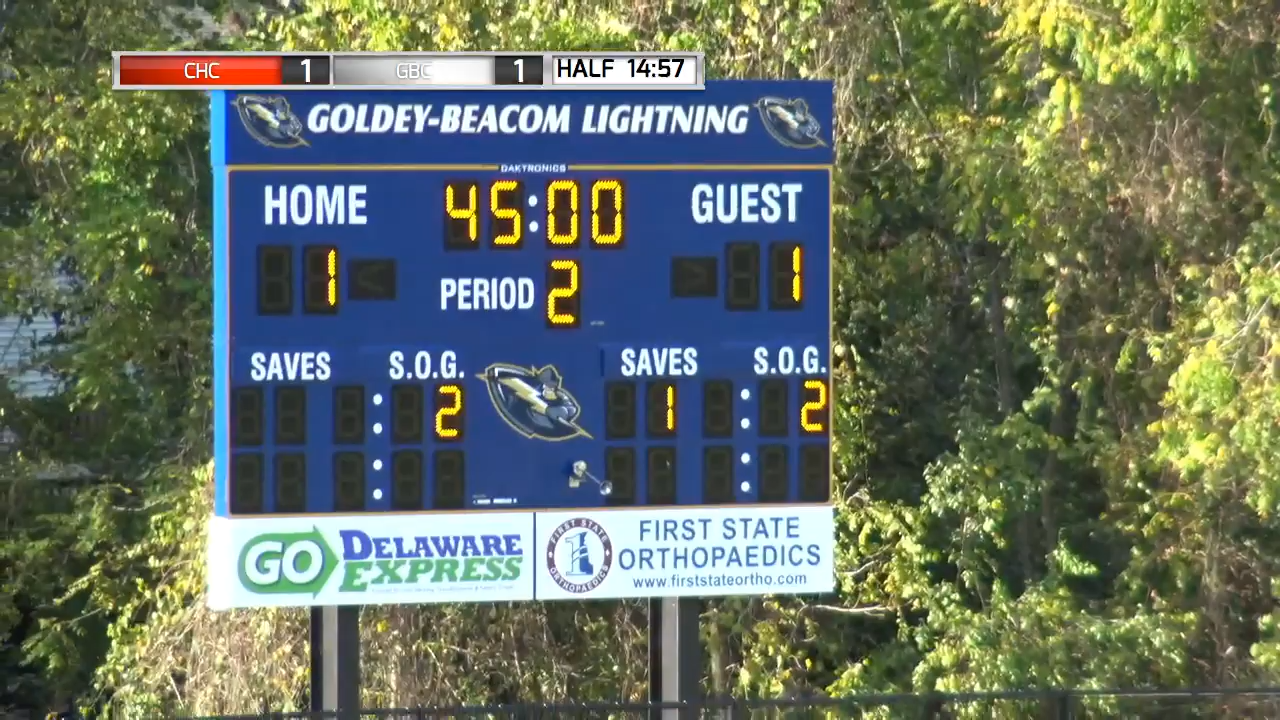 CHC 1 GBC 1 HALF 14:57
GOLDEY-BEACOM LIGHTNING
DAKTRONICS
HOME 45:00 GUEST
1 PERIOD 2 1
SAVES S.O.G. SAVES S.O.G.
2 1 : 2
GO DELAWARE EXPRESS
FIRST STATE ORTHOPAEDICS
1
FIRST STATE
ORTHOPAEDICS
www.firststateortho.com